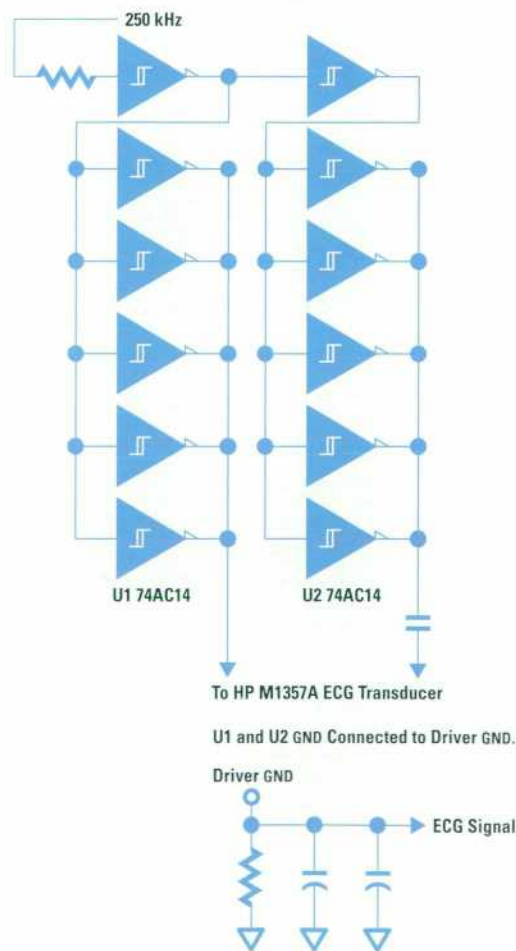 250 kHz
U1 74AC14
U2 74AC14
To HP M1357A ECG Transducer
U1 and U2 GND Connected to Driver GND.
Driver GND
ECG Signal